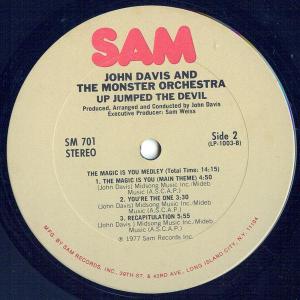 SAM
JOHN DAVIS AND
THE MONSTER ORCHESTRA
UP JUMPED THE DEVIL
Produced, Arranged and Conducted by John Davis
Executive Producer: Sam Weiss
SM 701
STEREO
Side 2
(LP-1003-B)
THE MAGIC IS YOU MEDLEY (Total Time: 14:15)
1. THE MAGIC IS YOU (MAIN THEME) 4:50
(John Davis) Midsong Music Inc./Mideb
Music (A.S.C.A.P.)
2. YOU'RE THE ONE 3:30
(John Davis) Midsong Music Inc./Mideb.
Music (A.S.C.A.P.)
3. RECAPITULATION 5:55
(John Davis ) Midsong Music Inc./Mideb
Music (A.S.C.A.P.)
℗ 1977 Sam Records Inc.
MFG. BY SAM RECORDS, INC., 39TH ST. & 43RD AVE., LONG ISLAND CITY, N.Y. 11104